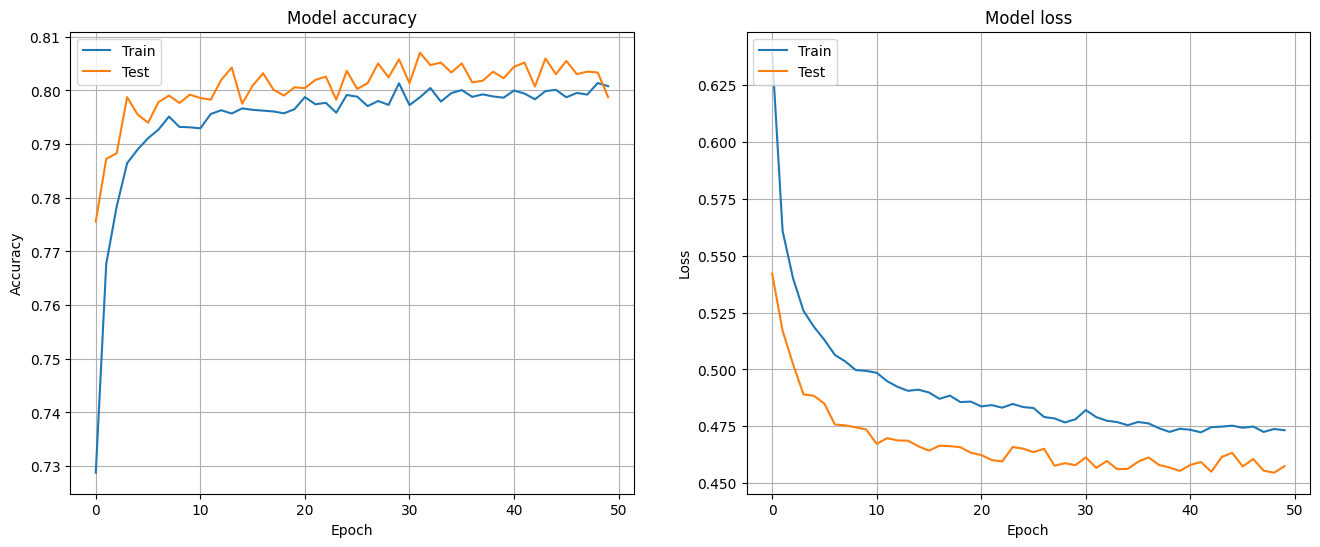 Model accuracy
Train
Test
0.81
0.80
0.79
0.78
0.77
0.76
0.75
0.74
0.73
Accuracy
0 10 20 30 40 50
Epoch
Model loss
Train
Test
0.625
0.600
0.575
0.550
0.525
0.500
0.475
0.450
Loss
0 10 20 30 40 50
Epoch